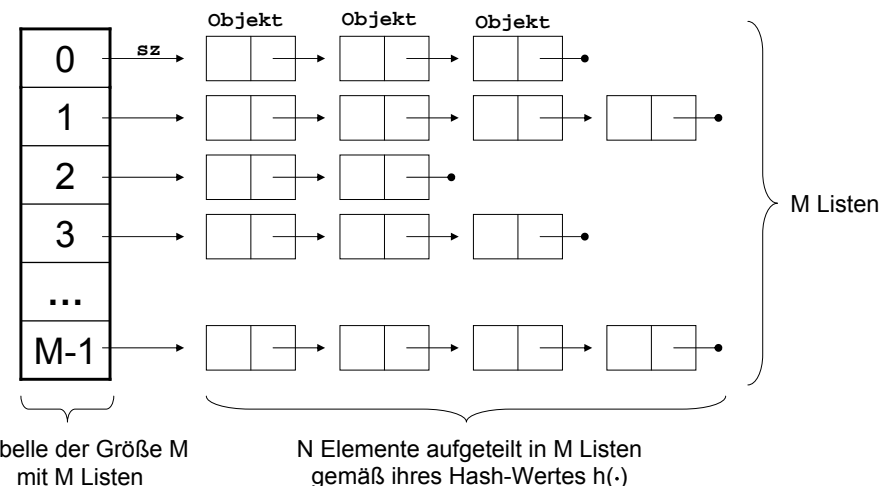 Objekt Objekt Objekt
0 sz
1
2
3
...
M-1
M Listen
belle der Größe M
mit M Listen
N Elemente aufgeteilt in M Listen
gemäß ihres Hash-Wertes h(·)